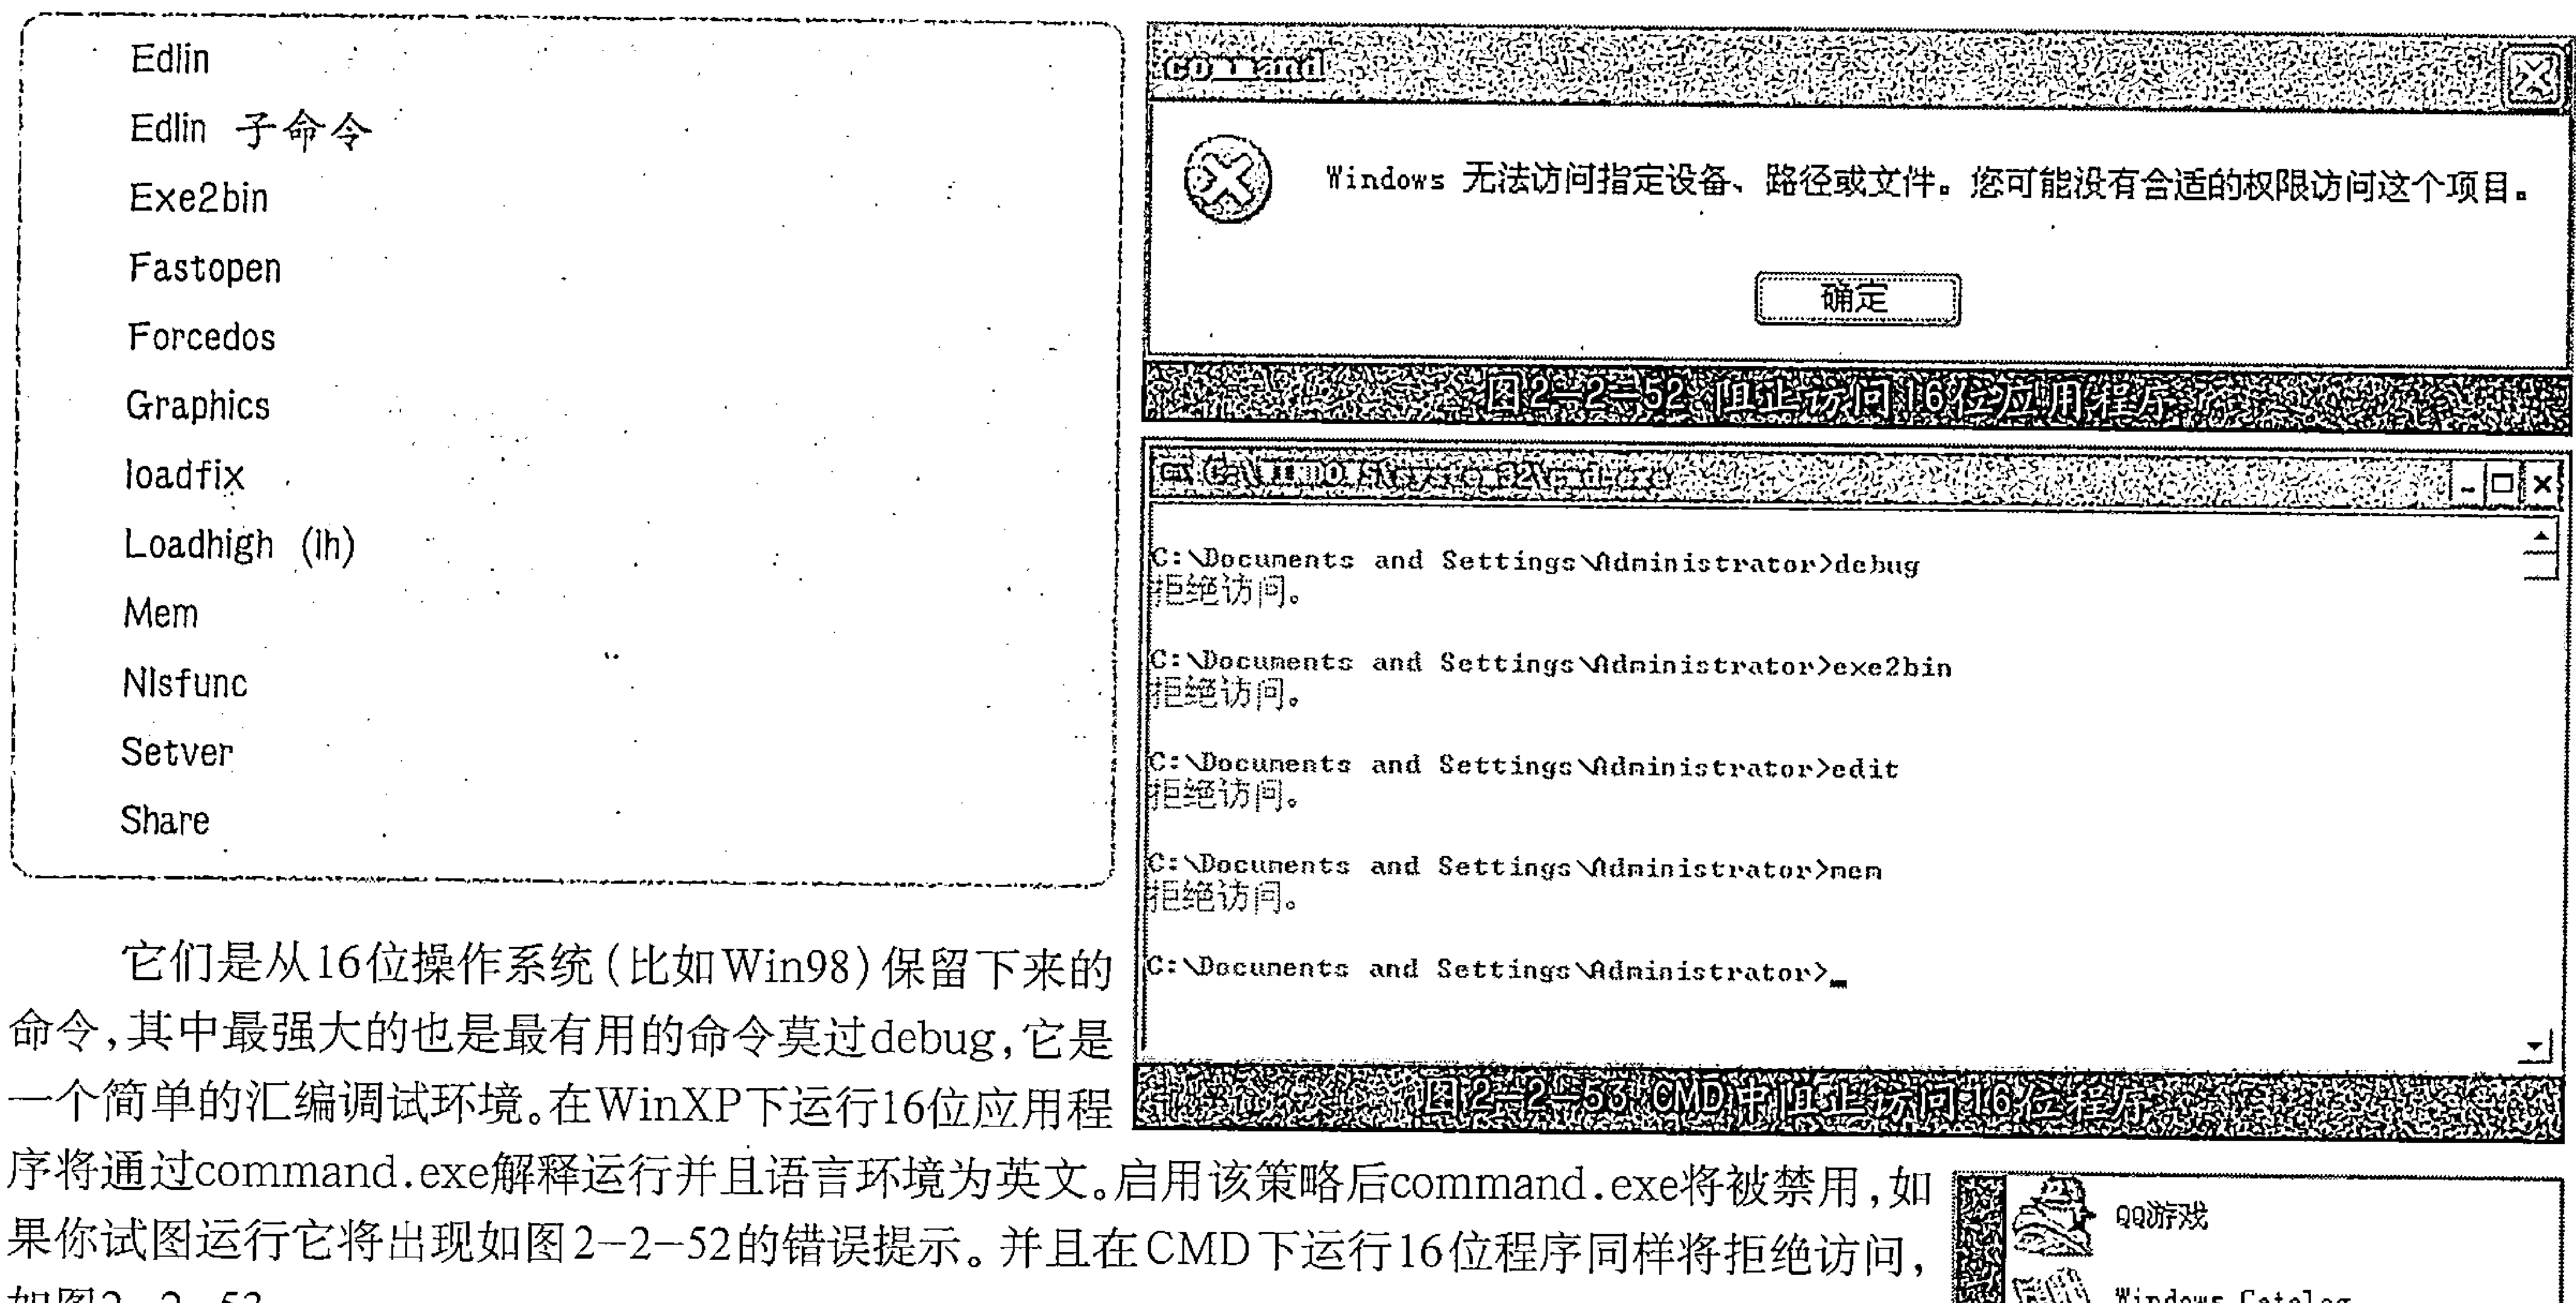 Edlin
Edlin 子命令
Exe2bin
Fastopen
Forcedos
Graphics
loadfix
Loadhigh (lh)
Mem
Nlsfunc
Setver
Share
它们是从16位操作系统(比如Win98)保留下来的
命令,其中最强大的也是最有用的命令莫过debug,它是
一个简单的汇编调试环境。在WinXP下运行16位应用程
序将通过command.exe解释运行并且语言环境为英文。启用该策略后command.exe将被禁用,如
果你试图运行它将出现如图2-2-52的错误提示。并且在CMD下运行16位程序同样将拒绝访问,
如图2-2-53
command
Windows 无法访问指定设备、路径或文件。您可能没有合适的权限访问这个项目。
确定
图2-2-52 阻止访问16位应用程序
C:\WINDOWS\system32\cmd.exe
C:\Documents and Settings\Administrator>debug
拒绝访问。
C:\Documents and Settings\Administrator>exe2bin
拒绝访问。
C:\Documents and Settings\Administrator>edit
拒绝访问。
C:\Documents and Settings\Administrator>mem
拒绝访问。
C:\Documents and Settings\Administrator>_
图2-2-53 CMD中阻止访问16位程序
QQ游戏
Windows Catalog